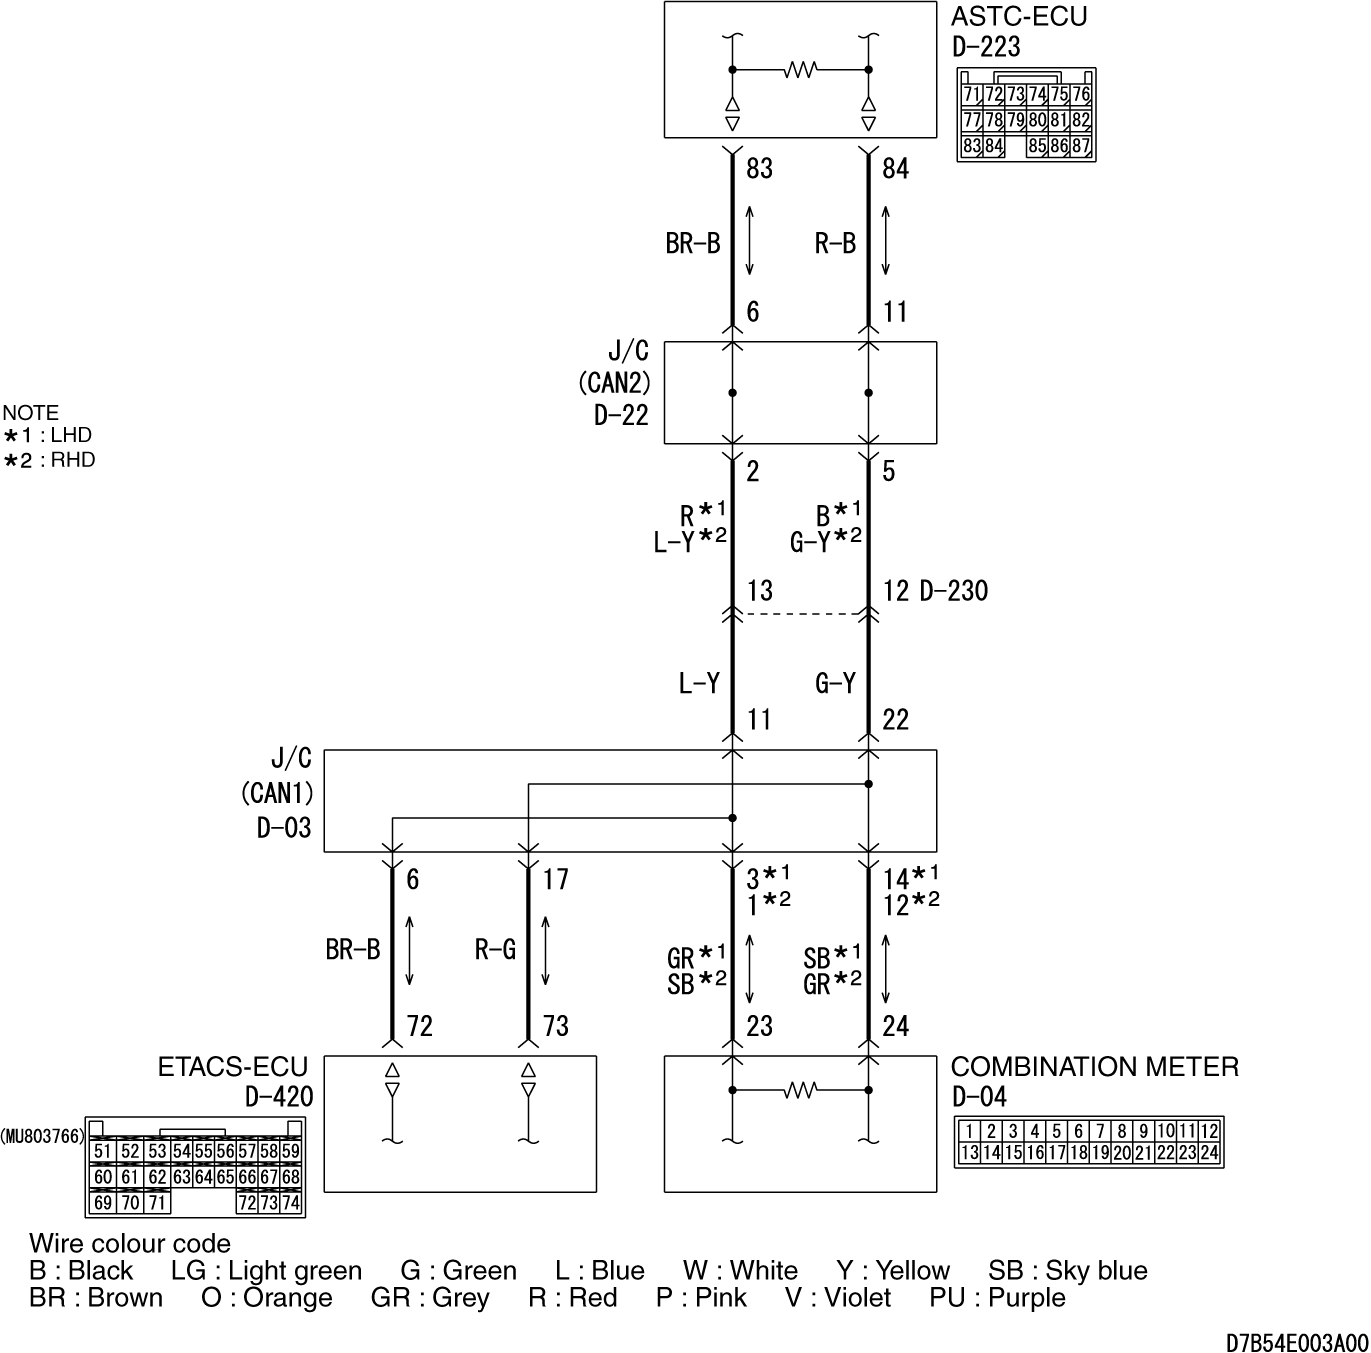 ASTC-ECU
D-223
71 72 73 74 75 76
77 78 79 80 81 82
83 84 85 86 87
83 84
BR-B R-B
6 11
J/C
(CAN2)
D-22
NOTE
*1 : LHD
*2 : RHD
2 5
R*1 B*1
L-Y*2 G-Y*2
13 12 D-230
L-Y G-Y
11 22
J/C
(CAN1)
D-03
6 17 3*1 14*1
1*2 12*2
BR-B R-G GR*1 SB*1
SB*2 GR*2
72 73 23 24
ETACS-ECU
D-420
(MU803766)
51 52 53 54 55 56 57 58 59
60 61 62 63 64 65 66 67 68
69 70 71 72 73 74
COMBINATION METER
D-04
1 2 3 4 5 6 7 8 9 10 11 12
13 14 15 16 17 18 19 20 21 22 23 24
Wire colour code
B : Black LG : Light green G : Green L : Blue W : White Y : Yellow SB : Sky blue
BR : Brown O : Orange GR : Grey R : Red P : Pink V : Violet PU : Purple
D7B54E003A00